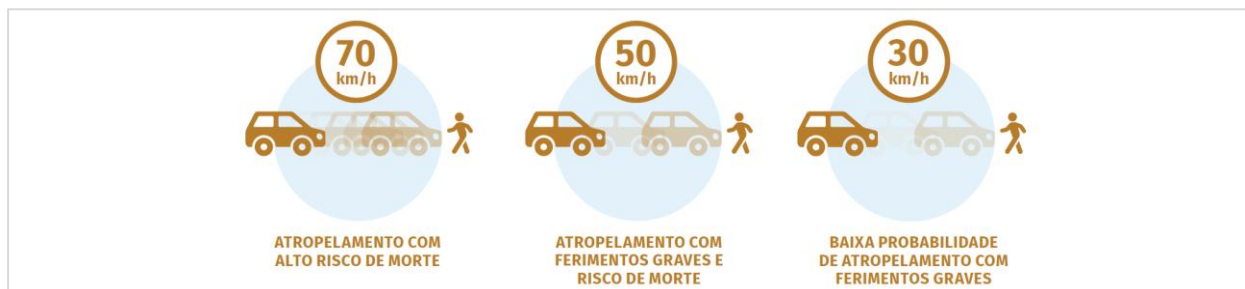 70
km/h
ATROPELAMENTO COM
ALTO RISCO DE MORTE
50
km/h
ATROPELAMENTO COM
FERIMENTOS GRAVES E
RISCO DE MORTE
30
km/h
BAIXA PROBABILIDADE
DE ATROPELAMENTO COM
FERIMENTOS GRAVES